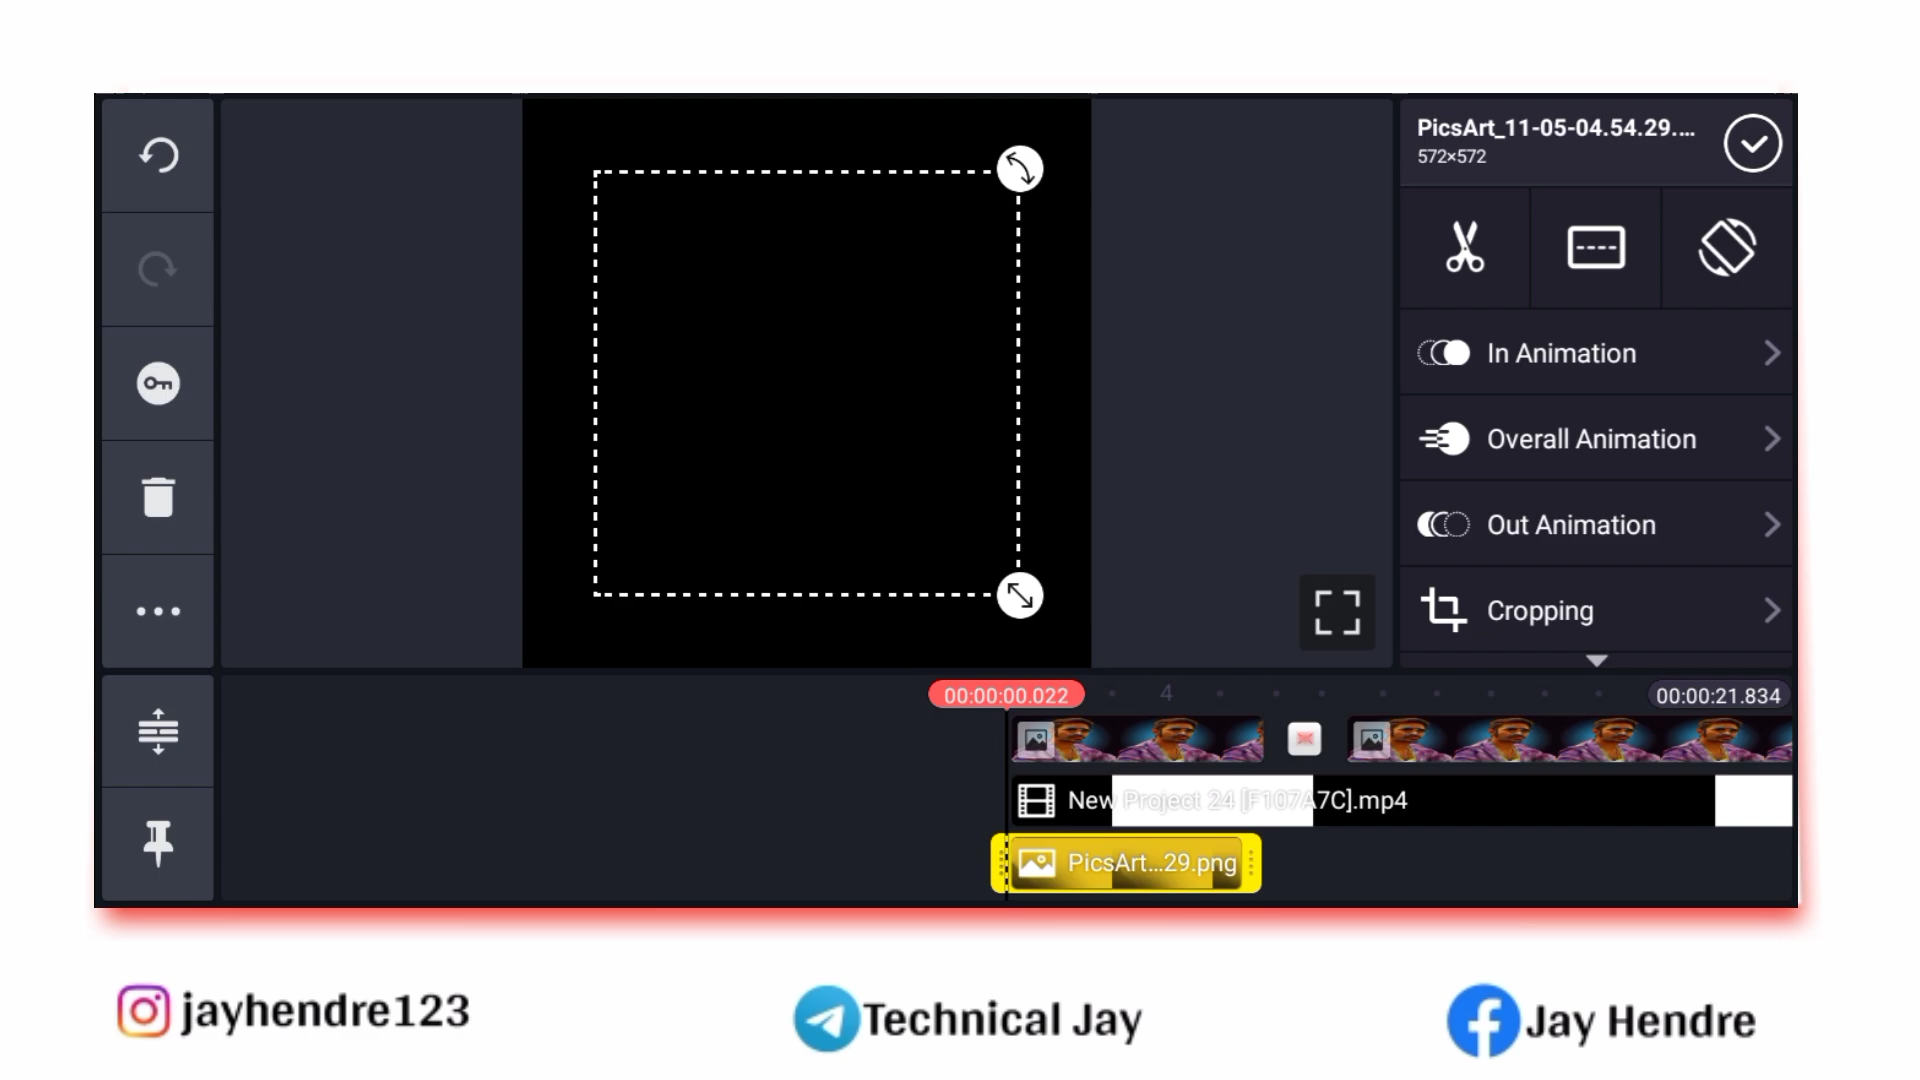 PicsArt_11-05-04.54.29....
572×572
In Animation
Overall Animation
Out Animation
Cropping
00:00:00.022
4
00:00:21.834
New Project 24 [F107A7C].mp4
PicsArt...29.png
jayhendre123
Technical Jay
Jay Hendre